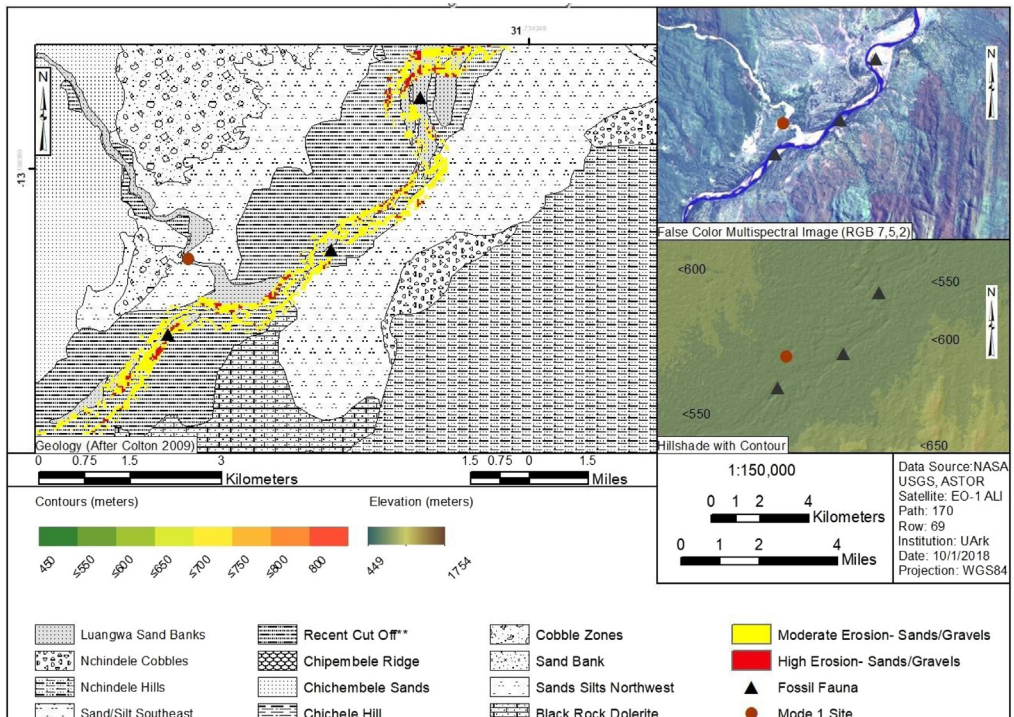 31
N
-13
Geology (After Colton 2009)
N
False Color Multispectral Image (RGB 7,5,2)
<600
<550
N
<600
<550
<650
Hillshade with Contour
0 0.75 1.5 3
Kilometers
1.5 0.75 0 1.5
Miles
1:150,000
0 1 2 4
Kilometers
0 1 2 4
Miles
Data Source:NASA
USGS, ASTOR
Satellite: EO-1 ALI
Path: 170
Row: 69
Institution: UArk
Date: 10/1/2018
Projection: WGS84
Contours (meters)
450 ≤550 ≤600 ≤650 ≤700 ≤750 ≤800 800
Elevation (meters)
449 1754
Luangwa Sand Banks
Nchindele Cobbles
Nchindele Hills
Sand/Silt Southeast
Recent Cut Off**
Chipembele Ridge
Chichembele Sands
Chichele Hill
Cobble Zones
Sand Bank
Sands Silts Northwest
Black Rock Dolerite
Moderate Erosion- Sands/Gravels
High Erosion- Sands/Gravels
Fossil Fauna
Mode 1 Site